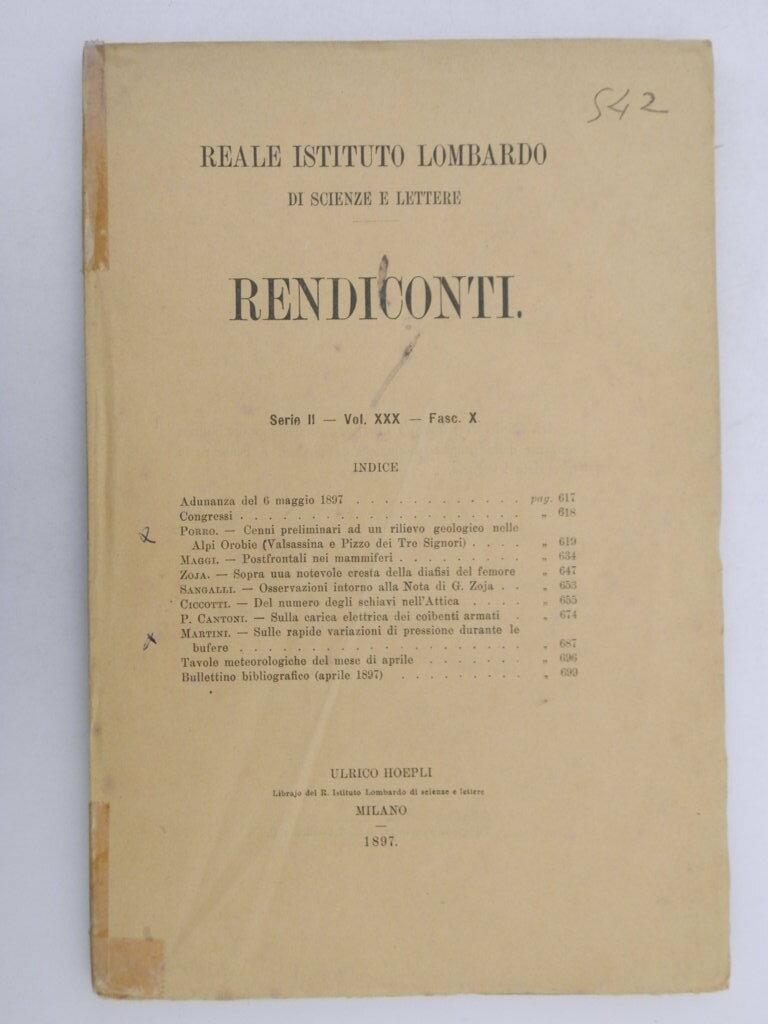 542
REALE ISTITUTO LOMBARDO
DI SCIENZE E LETTERE
RENDICONTI.
Serie II — Vol. XXX — Fasc. X
INDICE
Adunanza del 6 maggio 1897 . . . . . . . . . . . . pag. 617
Congressi . . . . . . . . . . . . . . . . . . . . „ 618
PORRO. — Cenni preliminari ad un rilievo geologico nelle
Alpi Orobie (Valsassina e Pizzo dei Tre Signori) . . . . „ 619
MAGGI. — Postfrontali nei mammiferi . . . . . . . . . „ 634
ZOJA. — Sopra una notevole cresta della diafisi del femore „ 647
SANGALLI. — Osservazioni intorno alla Nota di G. Zoja . . „ 653
CICCOTTI. — Del numero degli schiavi nell'Attica . . . . „ 655
P. CANTONI. — Sulla carica elettrica dei coibenti armati . „ 674
MARTINI. — Sulle rapide variazioni di pressione durante le
bufere . . . . . . . . . . . . . . . . . . . . „ 687
Tavole meteorologiche del mese di aprile . . . . . . . „ 696
Bullettino bibliografico (aprile 1897) . . . . . . . . . „ 699
ULRICO HOEPLI
Librajo del R. Istituto Lombardo di scienze e lettere
MILANO
1897.